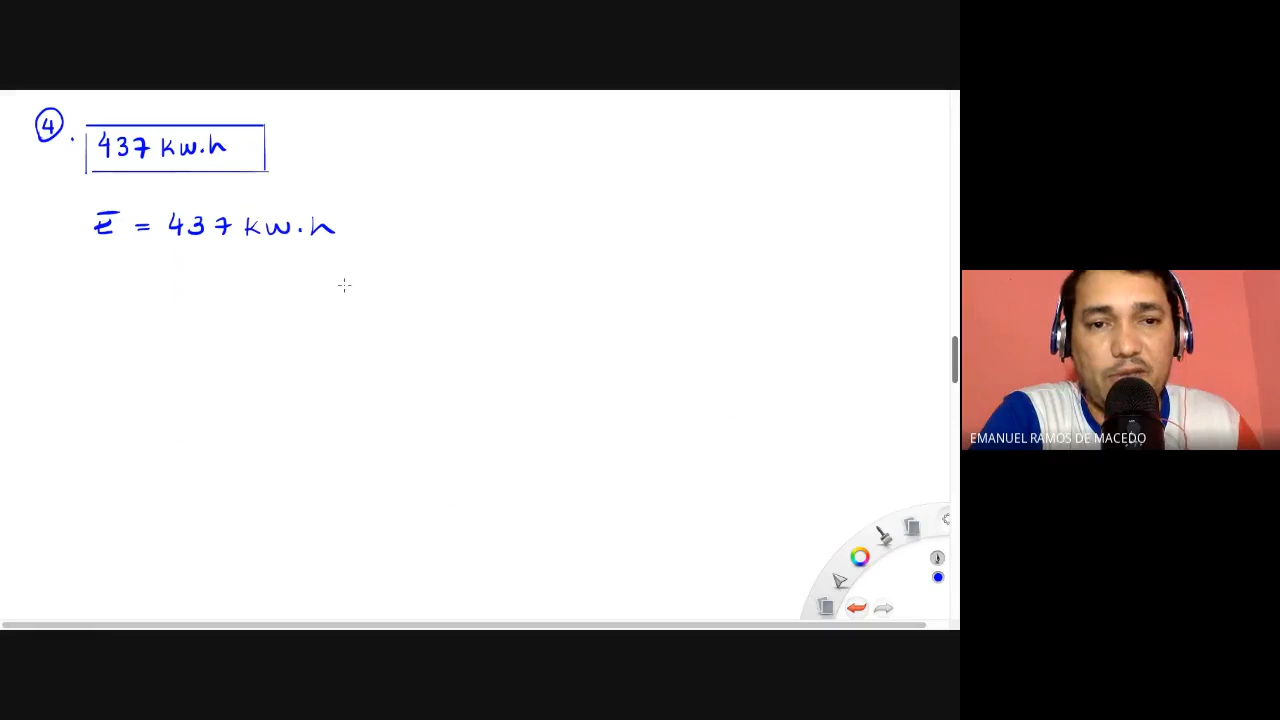 4.
437 kw.h
E = 437 kw.h
EMANUEL RAMOS DE MACEDO